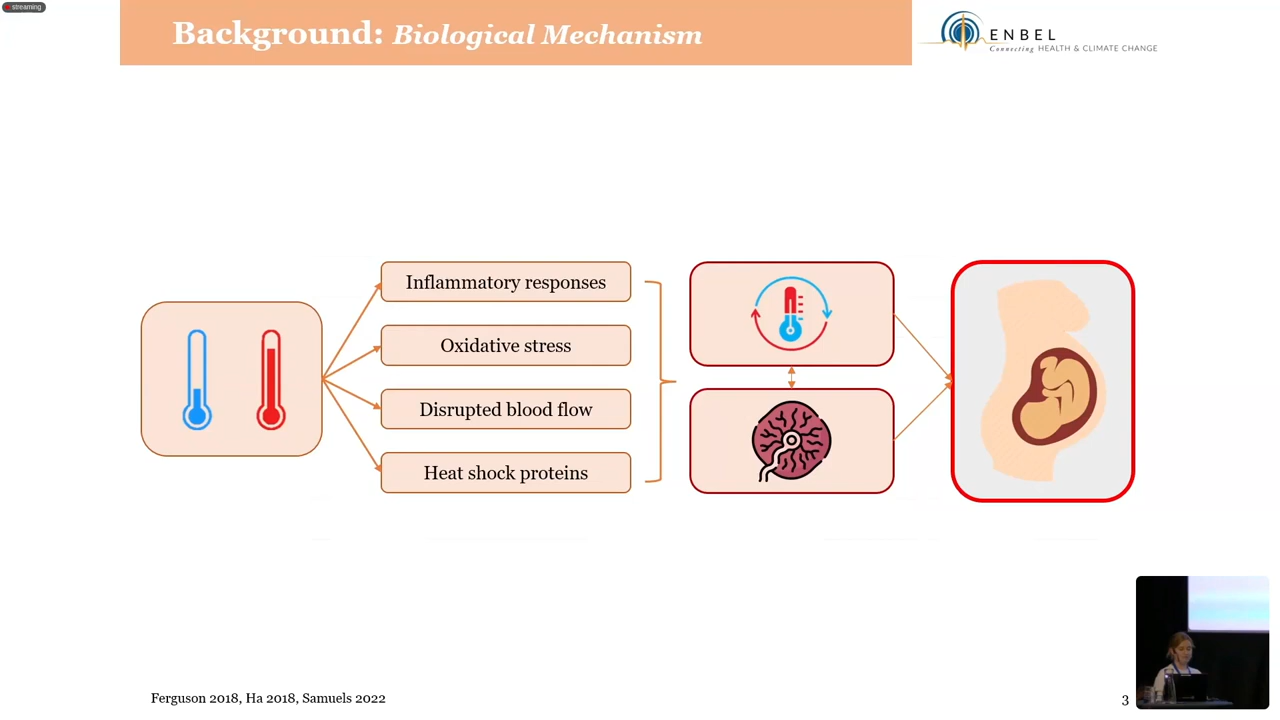 streaming
Background: Biological Mechanism
ENBEL
Connecting HEALTH & CLIMATE CHANGE
Inflammatory responses
Oxidative stress
Disrupted blood flow
Heat shock proteins
Ferguson 2018, Ha 2018, Samuels 2022
3